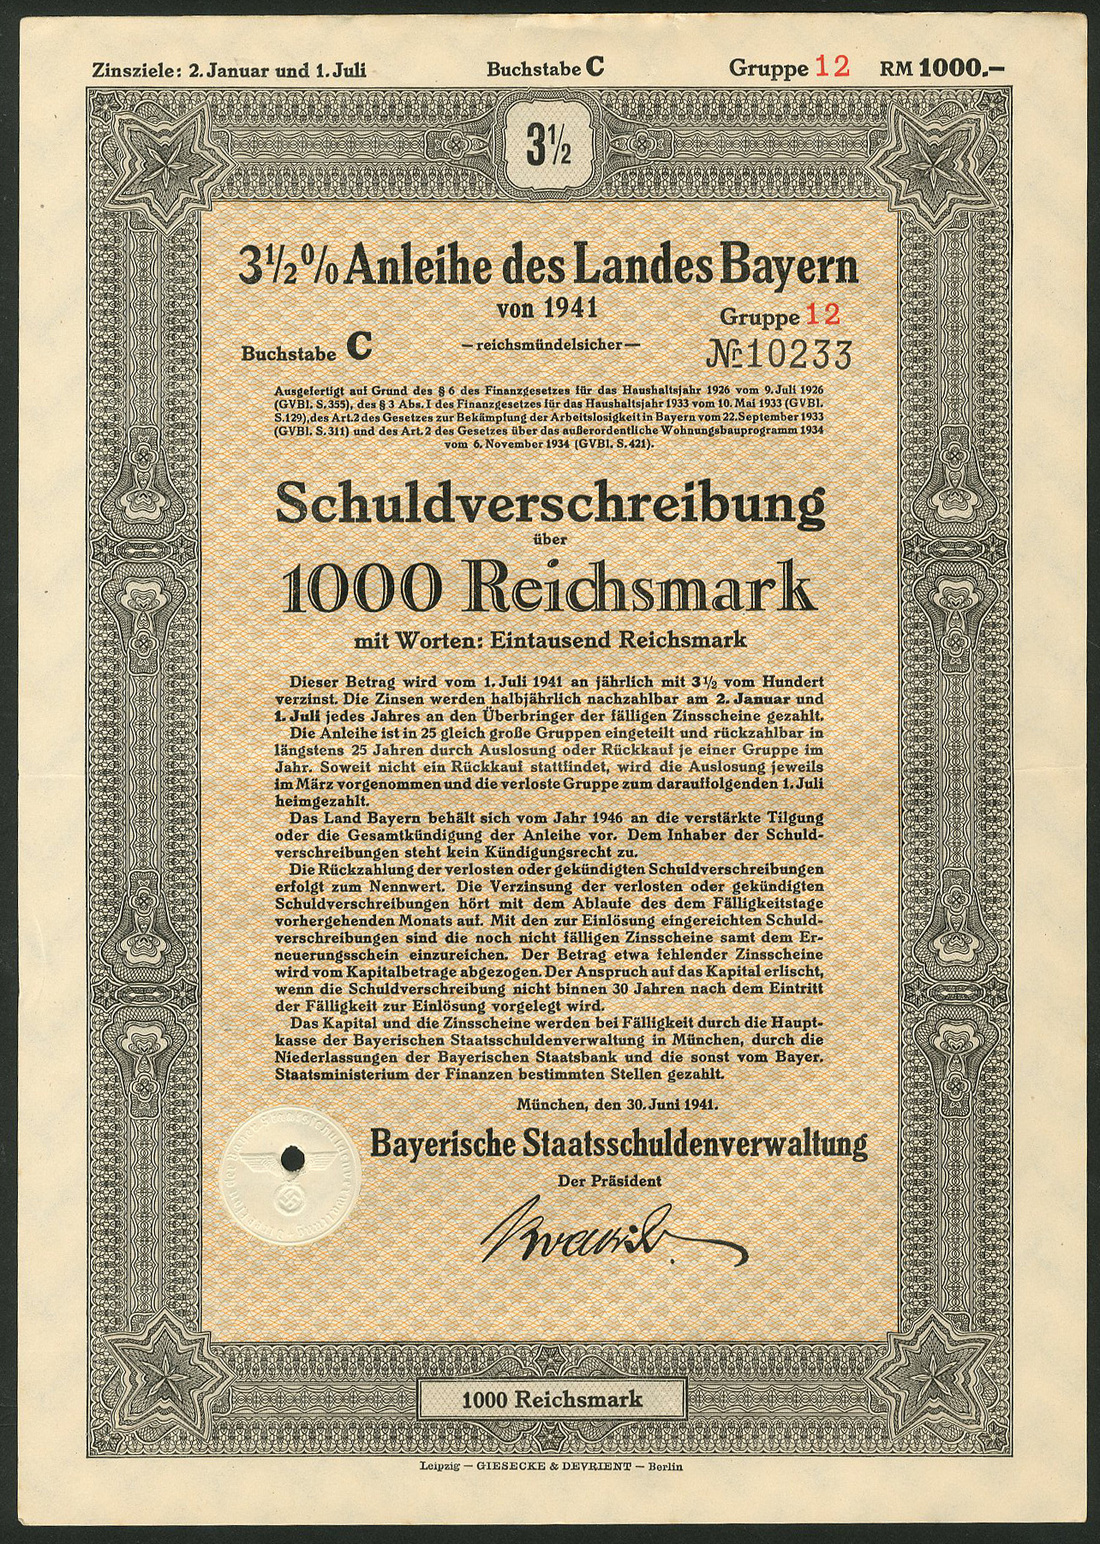 Zinsziele: 2. Januar und 1. Juli Buchstabe C Gruppe 12 RM 1000.–
3½
3½% Anleihe des Landes Bayern
von 1941
Gruppe 12
Buchstabe C
– reichsmündelsicher –
№ 10233
Ausgefertigt auf Grund des § 6 des Finanzgesetzes für das Haushaltsjahr 1926 vom 9. Juli 1926
(GVBl. S. 355), des § 3 Abs. I des Finanzgesetzes für das Haushaltsjahr 1933 vom 10. Mai 1933 (GVBl.
S. 129), des Art. 2 des Gesetzes zur Bekämpfung der Arbeitslosigkeit in Bayern vom 22. September 1933
(GVBl. S. 311) und des Art. 2 des Gesetzes über das außerordentliche Wohnungsbauprogramm 1934
vom 6. November 1934 (GVBl. S. 421).
Schuldverschreibung
über
1000 Reichsmark
mit Worten: Eintausend Reichsmark
Dieser Betrag wird vom 1. Juli 1941 an jährlich mit 3½ vom Hundert
verzinst. Die Zinsen werden halbjährlich nachzahlbar am 2. Januar und
1. Juli jedes Jahres an den Überbringer der fälligen Zinsscheine gezahlt.
Die Anleihe ist in 25 gleich große Gruppen eingeteilt und rückzahlbar in
längstens 25 Jahren durch Auslosung oder Rückkauf je einer Gruppe im
Jahr. Soweit nicht ein Rückkauf stattfindet, wird die Auslosung jeweils
im März vorgenommen und die verloste Gruppe zum darauffolgenden 1. Juli
heimgezahlt.
Das Land Bayern behält sich vom Jahr 1946 an die verstärkte Tilgung
oder die Gesamtkündigung der Anleihe vor. Dem Inhaber der Schuld-
verschreibungen steht kein Kündigungsrecht zu.
Die Rückzahlung der verlosten oder gekündigten Schuldverschreibungen
erfolgt zum Nennwert. Die Verzinsung der verlosten oder gekündigten
Schuldverschreibungen hört mit dem Ablaufe des dem Fälligkeitstage
vorhergehenden Monats auf. Mit den zur Einlösung eingereichten Schuld-
verschreibungen sind die noch nicht fälligen Zinsscheine samt dem Er-
neuerungsschein einzureichen. Der Betrag etwa fehlender Zinsscheine
wird vom Kapitalbetrage abgezogen. Der Anspruch auf das Kapital erlischt,
wenn die Schuldverschreibung nicht binnen 30 Jahren nach dem Eintritt
der Fälligkeit zur Einlösung vorgelegt wird.
Das Kapital und die Zinsscheine werden bei Fälligkeit durch die Haupt-
kasse der Bayerischen Staatsschuldenverwaltung in München, durch die
Niederlassungen der Bayerischen Staatsbank und die sonst vom Bayer.
Staatsministerium der Finanzen bestimmten Stellen gezahlt.
München, den 30. Juni 1941.
Bayerische Staatsschuldenverwaltung
Der Präsident
1000 Reichsmark
Leipzig – GIESECKE & DEVRIENT – Berlin